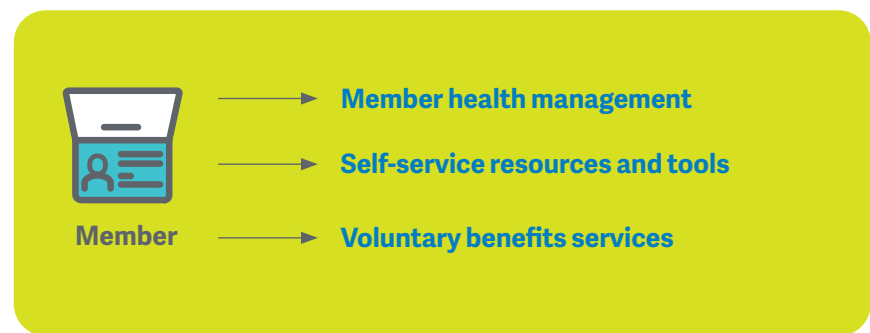 Member health management
Self-service resources and tools
Member
Voluntary benefits services